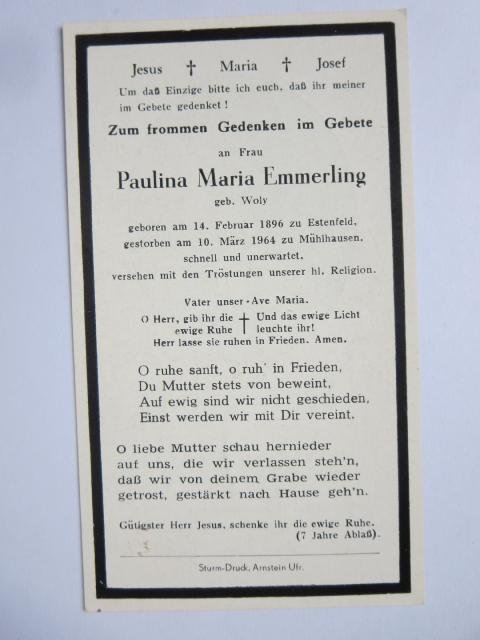 Jesus † Maria † Josef
Um daß Einzige bitte ich euch, daß ihr meiner
im Gebete gedenket!
Zum frommen Gedenken im Gebete
an Frau
Paulina Maria Emmerling
geb. Woly
geboren am 14. Februar 1896 zu Estenfeld,
gestorben am 10. März 1964 zu Mühlhausen,
schnell und unerwartet,
versehen mit den Tröstungen unserer hl. Religion.
Vater unser - Ave Maria.
O Herr, gib ihr die † Und das ewige Licht
ewige Ruhe leuchte ihr!
Herr lasse sie ruhen in Frieden. Amen.
O ruhe sanft, o ruh' in Frieden,
Du Mutter stets von beweint,
Auf ewig sind wir nicht geschieden,
Einst werden wir mit Dir vereint.
O liebe Mutter schau hernieder
auf uns, die wir verlassen steh'n,
daß wir von deinem Grabe wieder
getrost, gestärkt nach Hause geh'n.
Gütigster Herr Jesus, schenke ihr die ewige Ruhe.
(7 Jahre Ablaß).
Sturm-Druck, Arnstein Ufr.